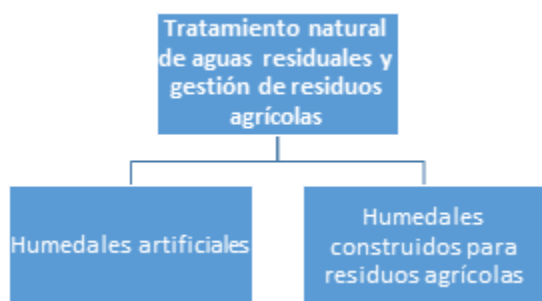 Tratamiento natural
de aguas residuales y
gestión de residuos
agrícolas
Humedales artificiales
Humedales
construidos para
residuos agrícolas